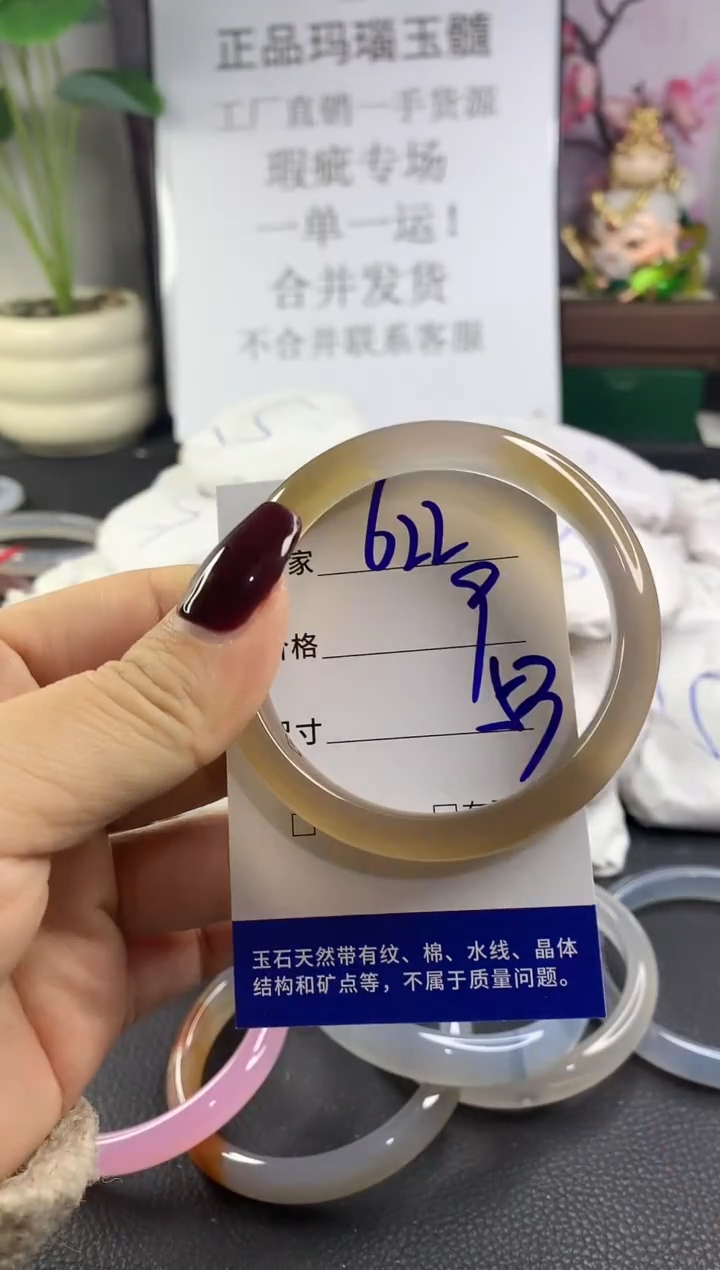 正品玛瑙玉髓
工厂直销一手货源
瑕疵专场
一单一运！
合并发货
不合并联系客服
家 622
格
寸
玉石天然带有纹、棉、水线、晶体
结构和矿点等，不属于质量问题。